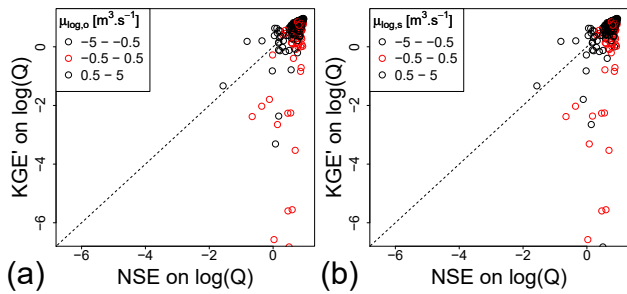 μlog,o [m³.s⁻¹]
−5 − −0.5
−0.5 − 0.5
0.5 − 5
KGE' on log(Q)
0
−2
−4
−6
−6 −4 −2 0
NSE on log(Q)
(a)
μlog,s [m³.s⁻¹]
−5 − −0.5
−0.5 − 0.5
0.5 − 5
KGE' on log(Q)
0
−2
−4
−6
−6 −4 −2 0
NSE on log(Q)
(b)